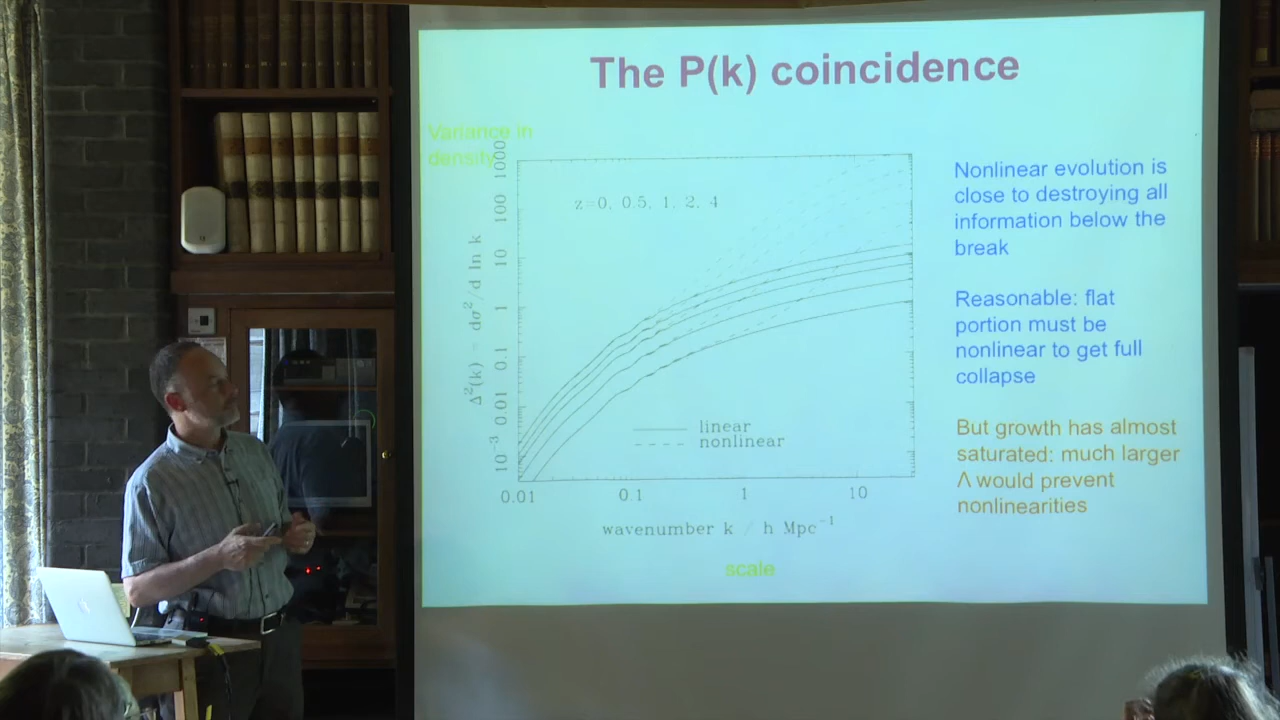 The P(k) coincidence
Variance in
density
1000
100
10
1
0.1
0.01
10⁻³
Δ²(k) = dσ²/d ln k
z=0, 0.5, 1, 2, 4
linear
nonlinear
0.01 0.1 1 10
wavenumber k / h Mpc⁻¹
scale
Nonlinear evolution is
close to destroying all
information below the
break
Reasonable: flat
portion must be
nonlinear to get full
collapse
But growth has almost
saturated: much larger
Λ would prevent
nonlinearities